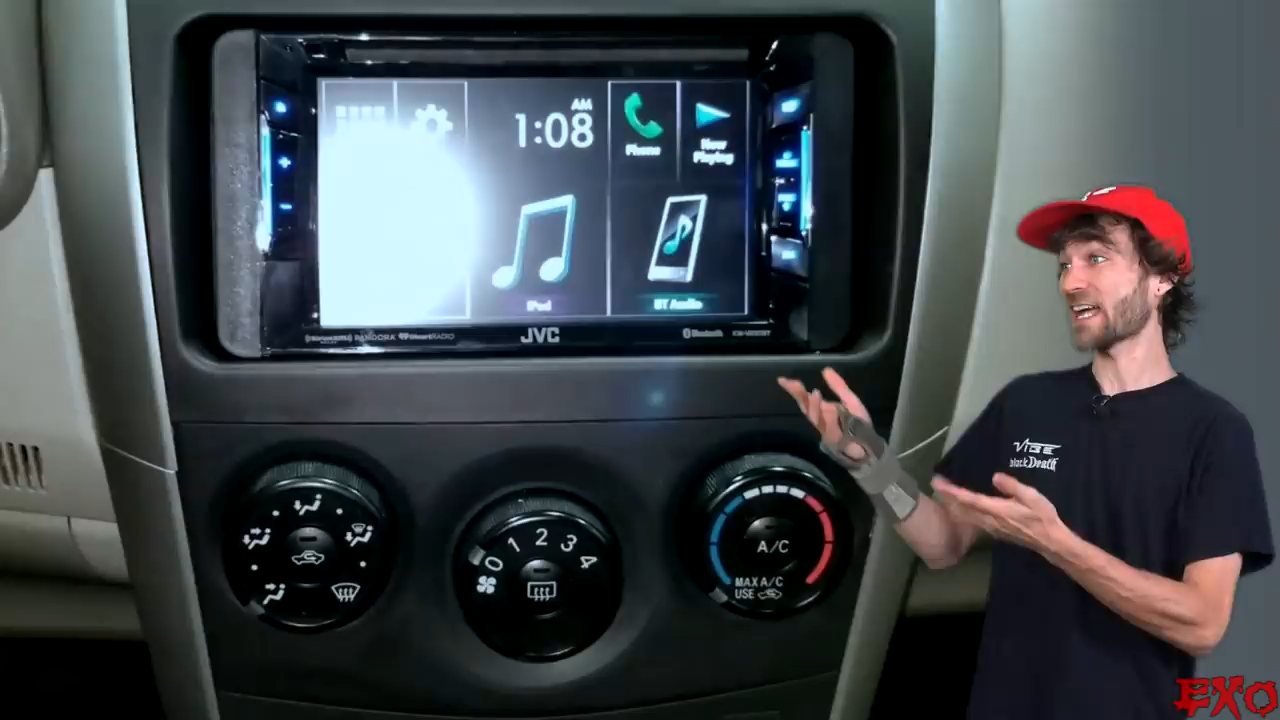 AM
1:08
Phone
Now
Playing
iPod
BT Audio
PANDORA iHeartRADIO
JVC
Bluetooth
0 1 2 3 4
A/C
MAX A/C
USE
VIBE
blackDeath
EXO